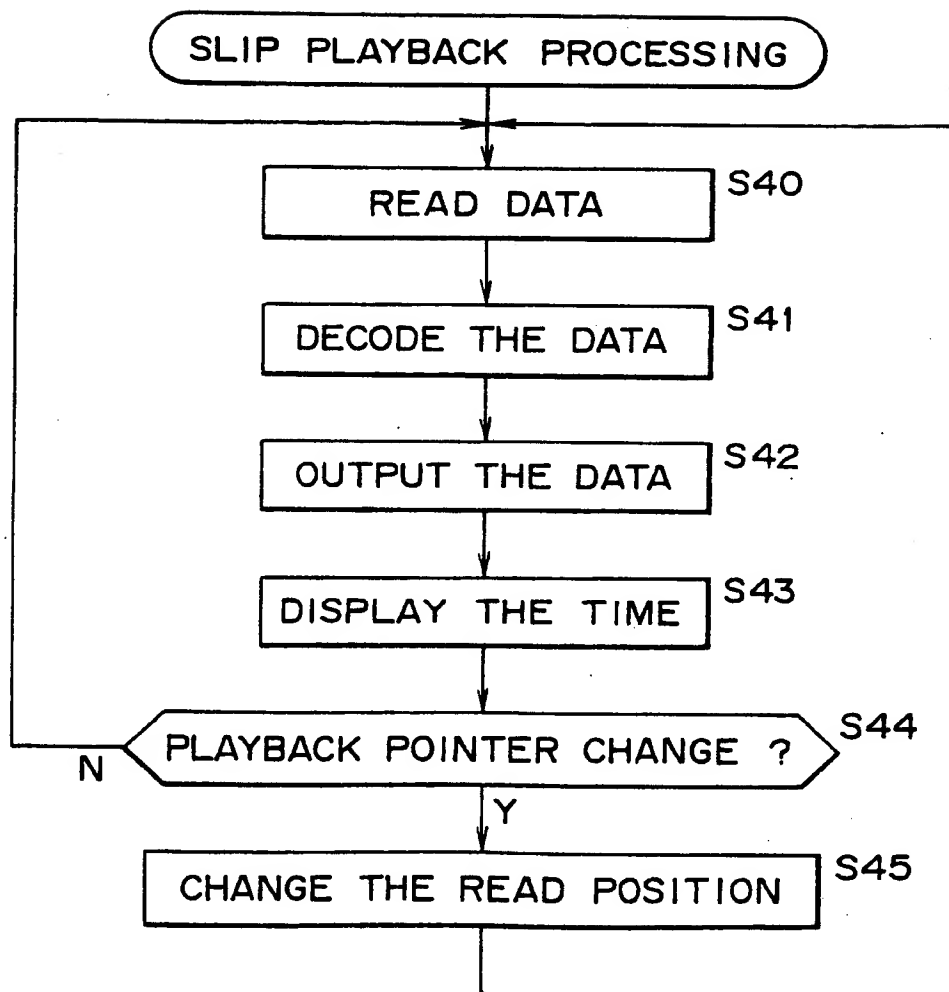 SLIP PLAYBACK PROCESSING
READ DATA
S40
DECODE THE DATA
S41
OUTPUT THE DATA
S42
DISPLAY THE TIME
S43
PLAYBACK POINTER CHANGE ?
S44
N
Y
CHANGE THE READ POSITION
S45